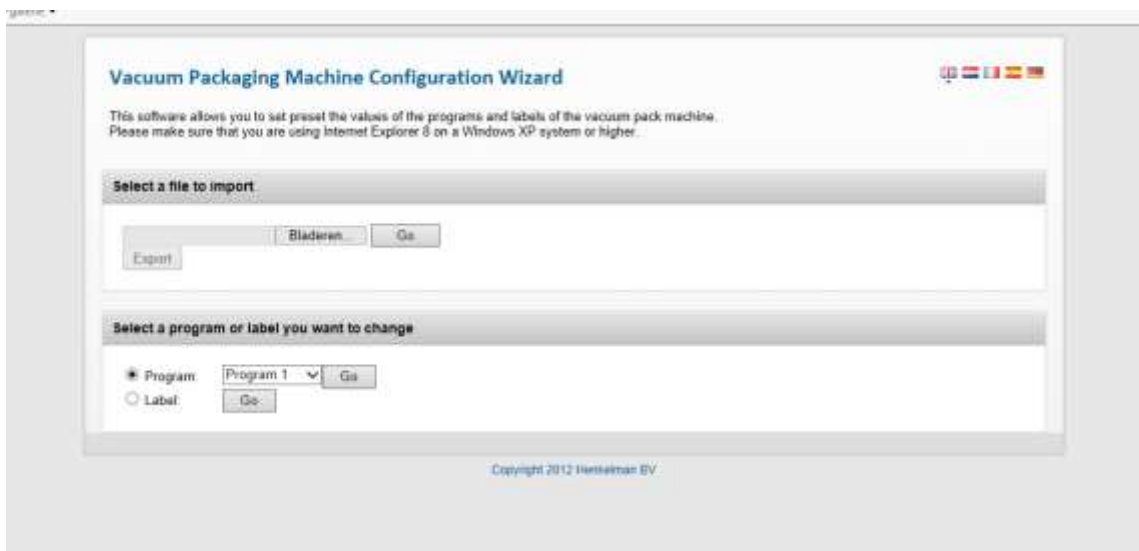 Vacuum Packaging Machine Configuration Wizard
This software allows you to set preset the values of the programs and labels of the vacuum pack machine.
Please make sure that you are using Internet Explorer 8 on a Windows XP system or higher.
Select a file to import
Bladeren... Go
Export
Select a program or label you want to change
Program: Program 1 Go
Label: Go
Copyright 2012 Henkelman BV